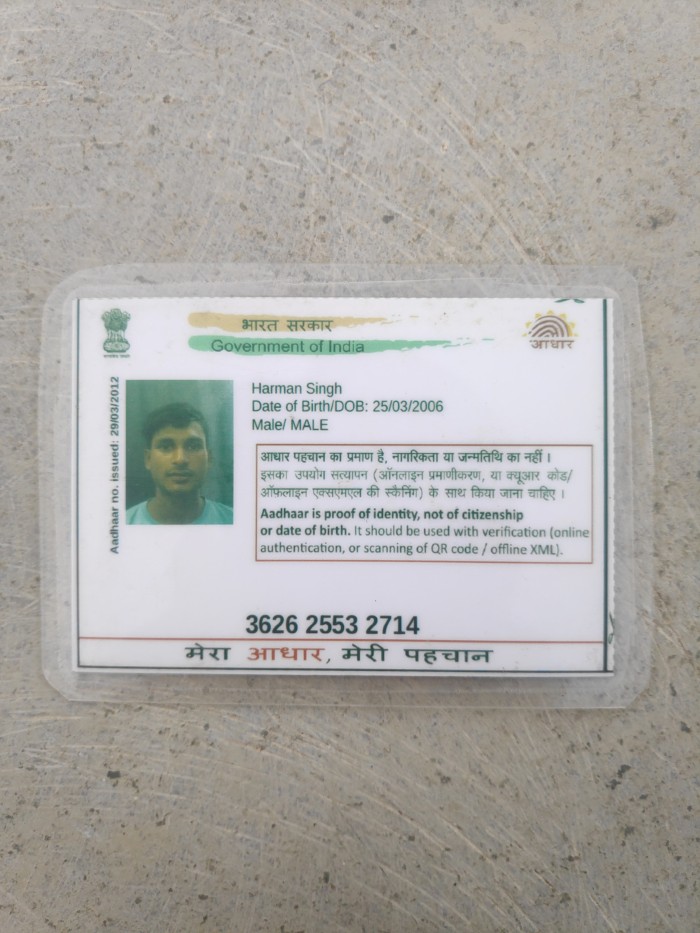 भारत सरकार
Government of India
आधार
Aadhaar no. issued: 29/03/2012
Harman Singh
Date of Birth/DOB: 25/03/2006
Male/ MALE
आधार पहचान का प्रमाण है, नागरिकता या जन्मतिथि का नहीं ।
इसका उपयोग सत्यापन (ऑनलाइन प्रमाणीकरण, या क्यूआर कोड/
ऑफ़लाइन एक्सएमएल की स्कैनिंग) के साथ किया जाना चाहिए ।
Aadhaar is proof of identity, not of citizenship
or date of birth. It should be used with verification (online
authentication, or scanning of QR code / offline XML).
3626 2553 2714
मेरा आधार, मेरी पहचान